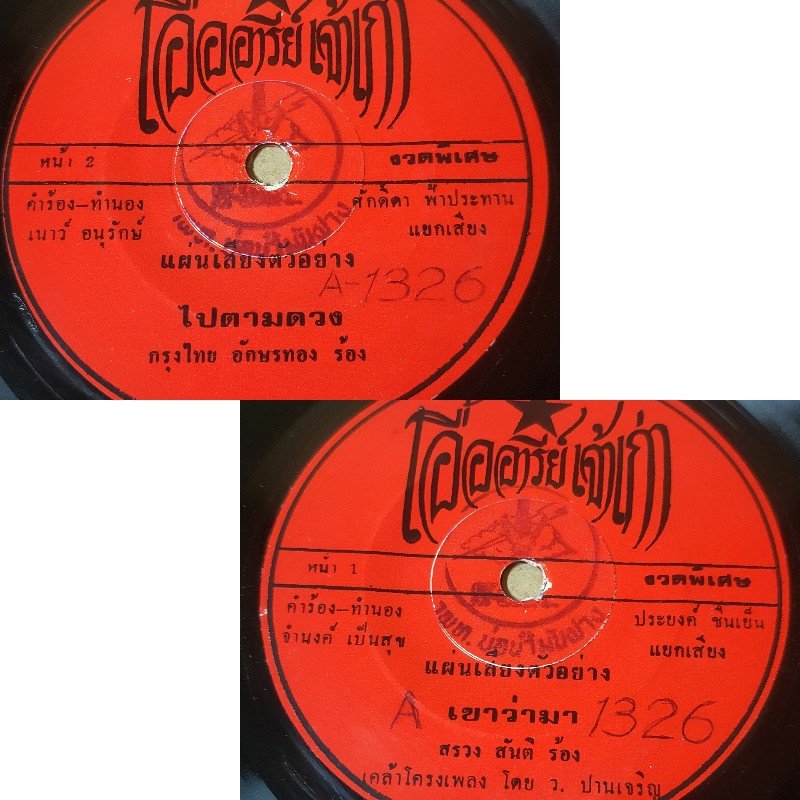 เอื้ออารีย์ เจ้าเก่า
หน้า 2 งวดพิเศษ
คำร้อง–ทำนอง ศักดิ์ดา ฟ้าประทาน
เนาว์ อนุรักษ์ แยกเสียง
แผ่นเสียงตัวอย่าง
A-1326
ไปตามดวง
กรุงไทย อักษรทอง ร้อง
เอื้ออารีย์ เจ้าเก่า
หน้า 1 งวดพิเศษ
คำร้อง–ทำนอง ประยงค์ ชื่นเย็น
จำนงค์ เป็นสุข แยกเสียง
แผ่นเสียงตัวอย่าง
A เขาว่ามา 1326
สรวง สันติ ร้อง
เคล้าโครงเพลง โดย ว. ปานเจริญ